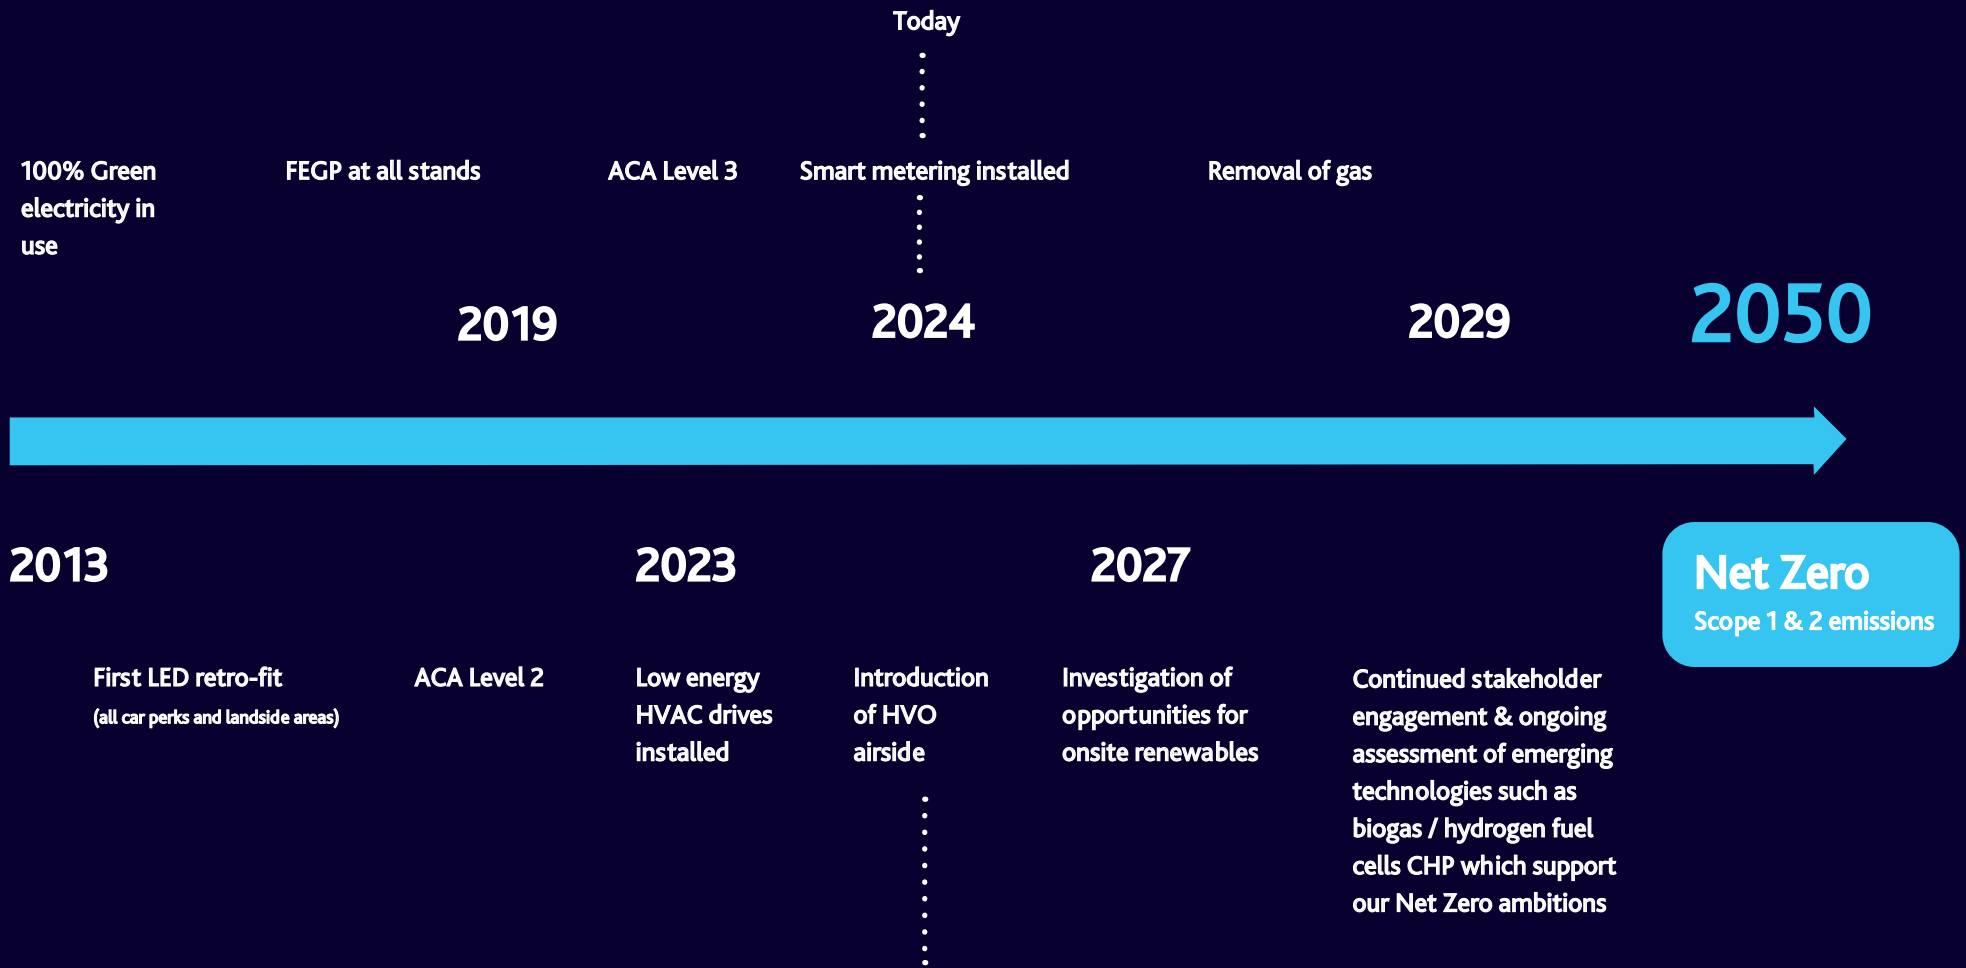 Today
100% Green
electricity in
use
FEGP at all stands
ACA Level 3
Smart metering installed
Removal of gas
2019
2024
2029
2050
2013
2023
2027
Net Zero
Scope 1 & 2 emissions
First LED retro-fit
(all car perks and landside areas)
ACA Level 2
Low energy
HVAC drives
installed
Introduction
of HVO
airside
Investigation of
opportunities for
onsite renewables
Continued stakeholder
engagement & ongoing
assessment of emerging
technologies such as
biogas / hydrogen fuel
cells CHP which support
our Net Zero ambitions